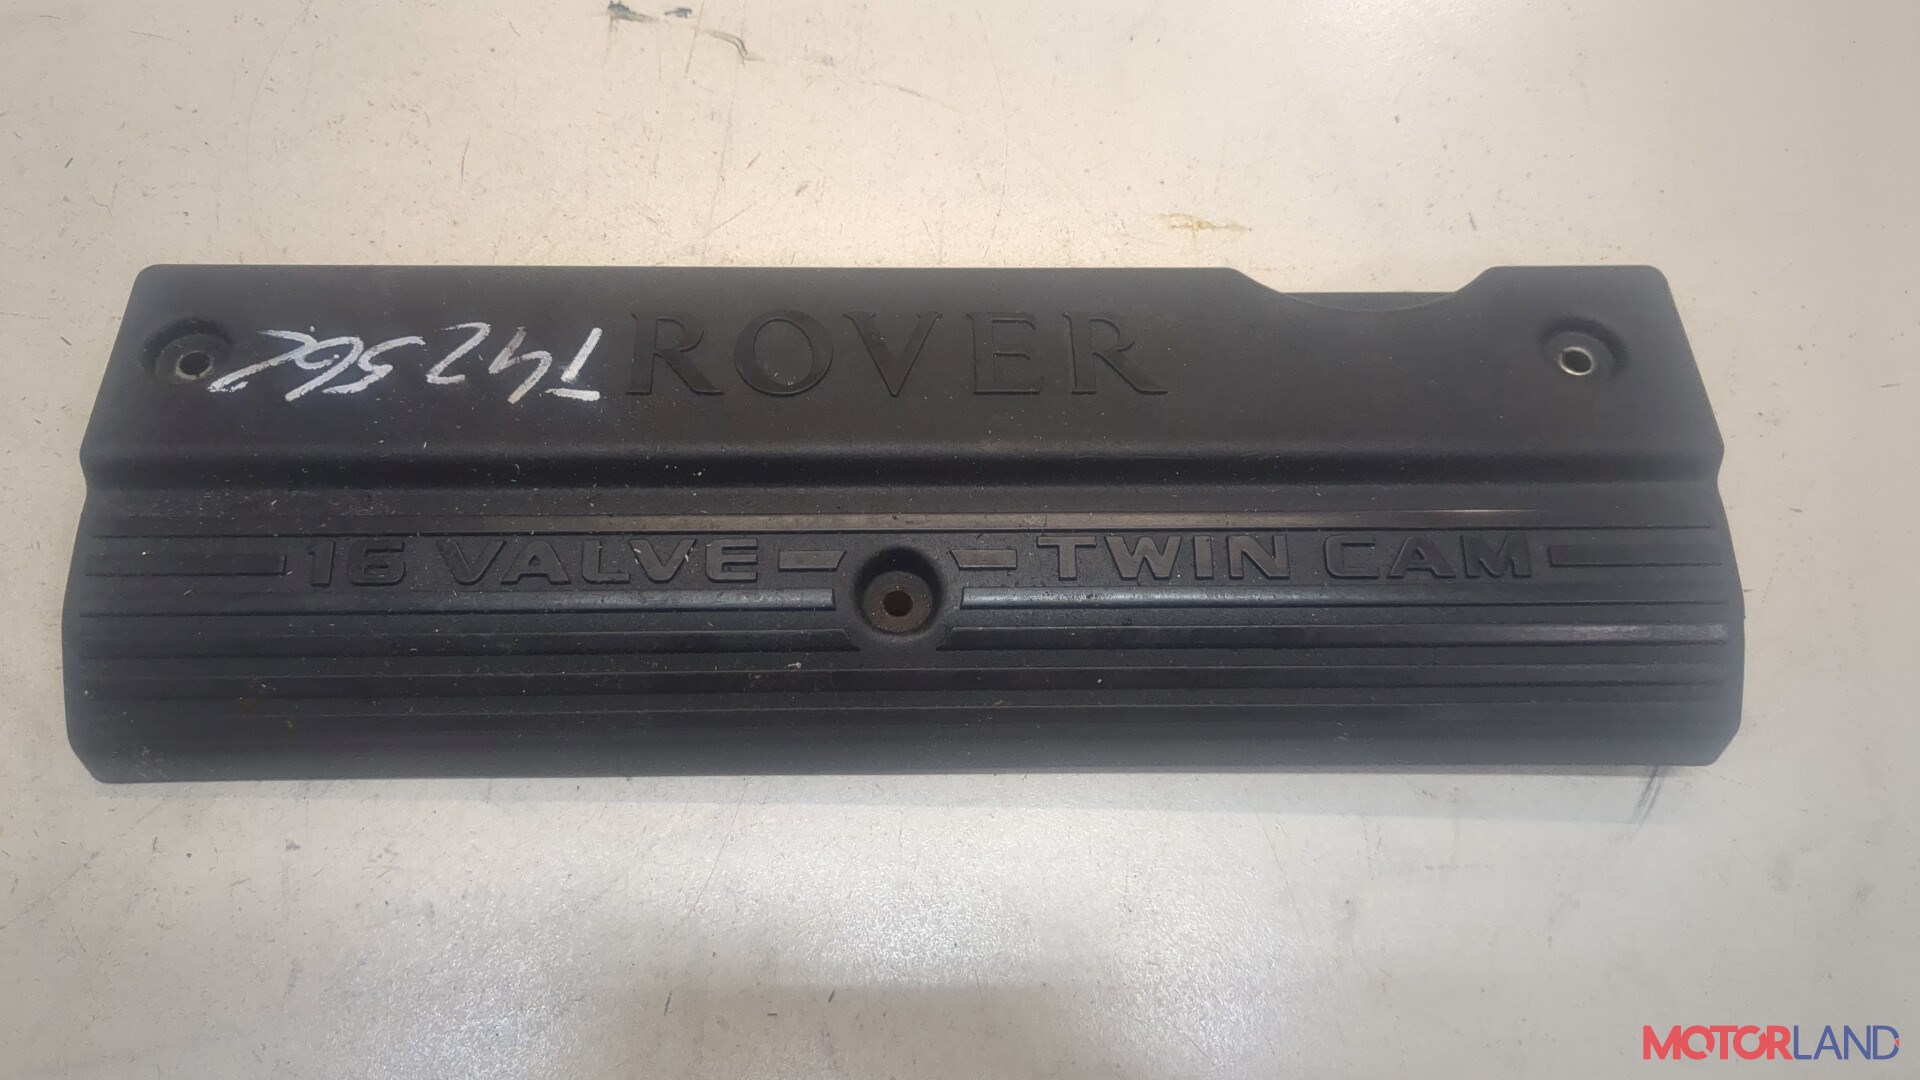 ROVER
T42562
16 VALVE TWIN CAM
MOTORLAND